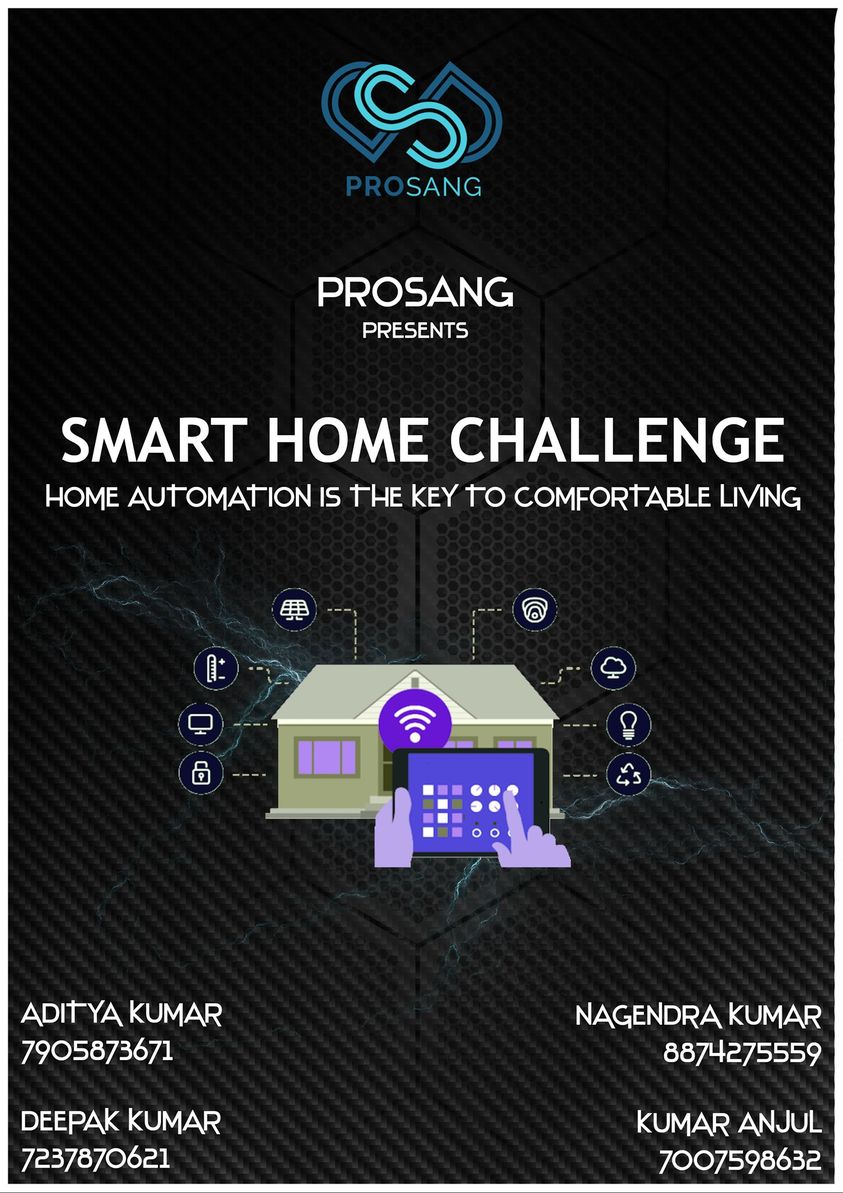 PROSANG
PROSANG
PRESENTS
SMART HOME CHALLENGE
HOME AUTOMATION IS THE KEY TO COMFORTABLE LIVING
ADITYA KUMAR
7905873671
NAGENDRA KUMAR
8874275559
DEEPAK KUMAR
7237870621
KUMAR ANJUL
7007598632